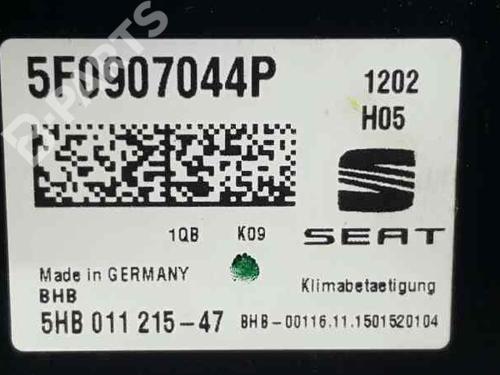 B-PARTS
5F0907044P
1202
H05
1QB K09
SEAT
Made in GERMANY
BHB
Klimabetaetigung
5HB 011 215-47
BHB-00116.11.1501520104